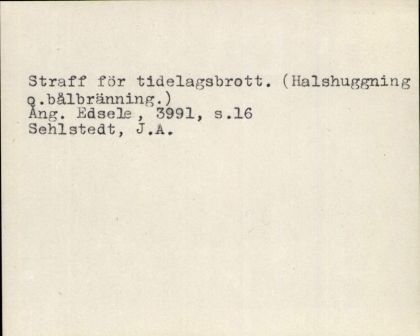 Straff för tidelagsbrott. (Halshuggning
o.bålbränning.)
Ång. Edsele, 3991, s.16
Sehlstedt, J.A.